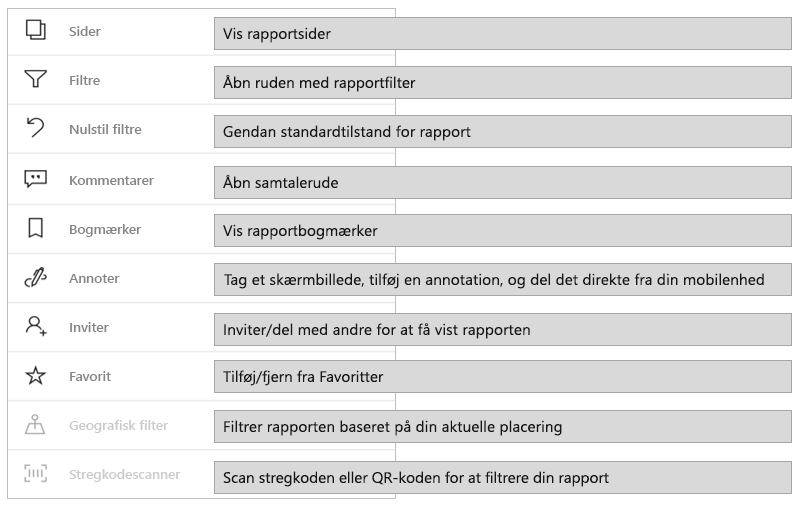 Sider
Vis rapportsider
Filtre
Åbn ruden med rapportfilter
Nulstil filtre
Gendan standardtilstand for rapport
Kommentarer
Åbn samtalerude
Bogmærker
Vis rapportbogmærker
Annoter
Tag et skærmbillede, tilføj en annotation, og del det direkte fra din mobilenhed
Inviter
Inviter/del med andre for at få vist rapporten
Favorit
Tilføj/fjern fra Favoritter
Geografisk filter
Filtrer rapporten baseret på din aktuelle placering
Stregkodescanner
Scan stregkoden eller QR-koden for at filtrere din rapport